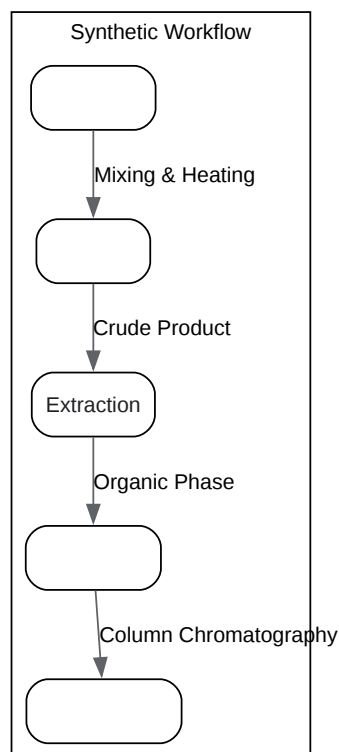 Synthetic Workflow
Mixing & Heating
Crude Product
Extraction
Organic Phase
Column Chromatography